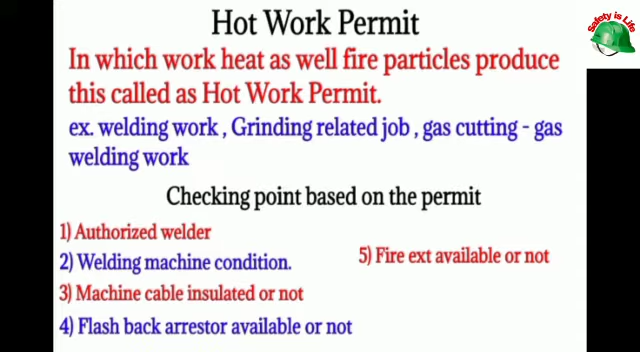 Hot Work Permit
Safety is Life
In which work heat as well fire particles produce
this called as Hot Work Permit.
ex. welding work , Grinding related job , gas cutting - gas
welding work
Checking point based on the permit
1) Authorized welder
2) Welding machine condition.
3) Machine cable insulated or not
4) Flash back arrestor available or not
5) Fire ext available or not